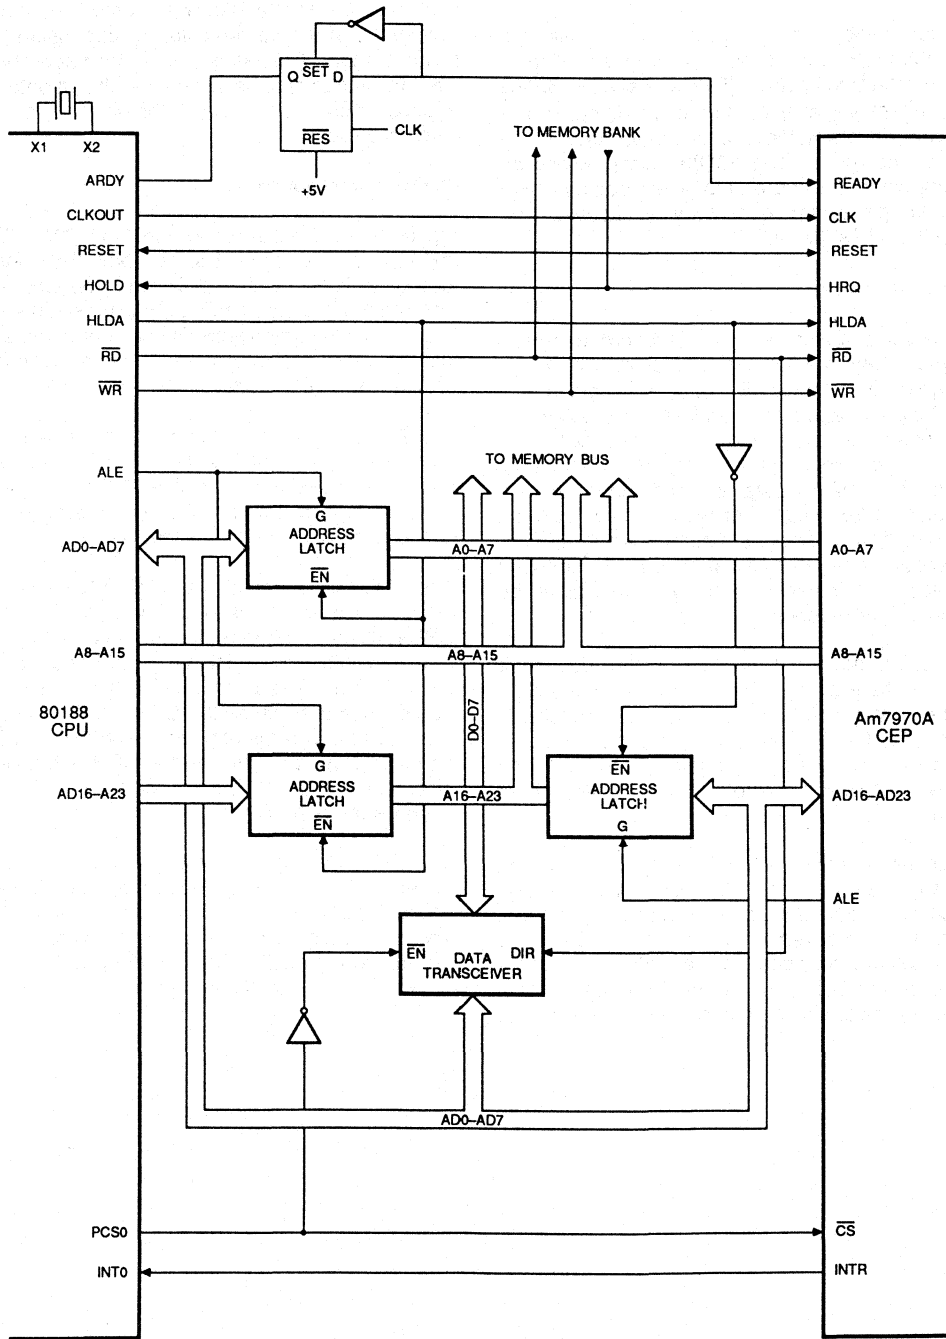 Q SET D
RES
CLK
+5V
X1 X2
TO MEMORY BANK
ARDY
READY
CLKOUT
CLK
RESET
RESET
HOLD
HRQ
HLDA
HLDA
RD
RD
WR
WR
ALE
TO MEMORY BUS
G
ADDRESS
LATCH
EN
AD0–AD7
A0–A7
A0–A7
A8–A15
A8–A15
A8–A15
D0–D7
80188
CPU
Am7970A
CEP
G
ADDRESS
LATCH
EN
EN
ADDRESS
LATCH
G
AD16–A23
A16–A23
AD16–AD23
ALE
EN
DIR
DATA
TRANSCEIVER
AD0–AD7
PCS0
CS
INT0
INTR